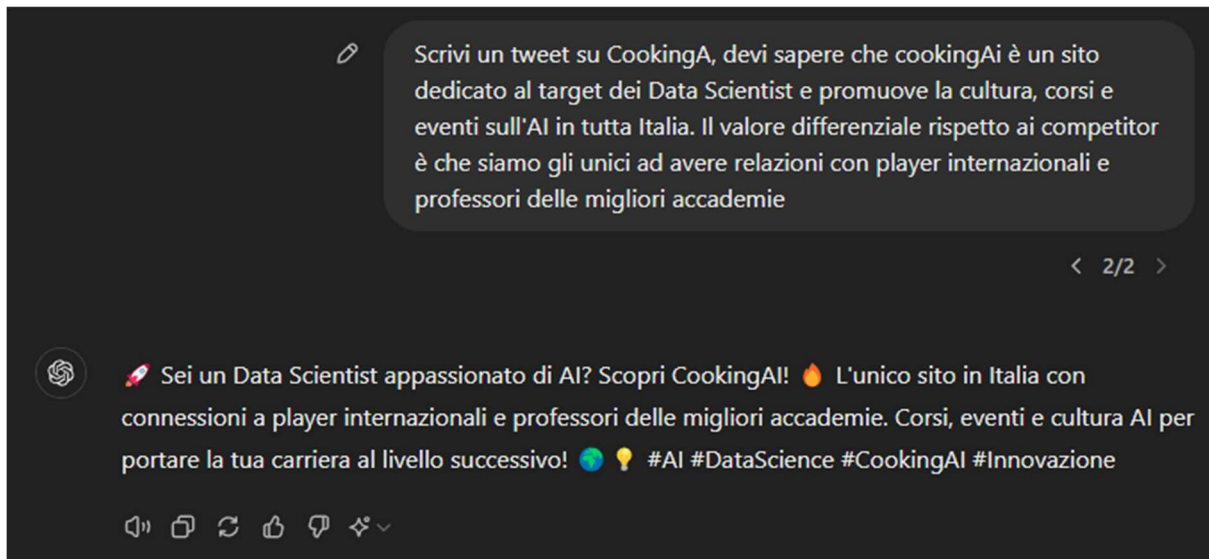 Scrivi un tweet su CookingA, devi sapere che cookingAi è un sito
dedicato al target dei Data Scientist e promuove la cultura, corsi e
eventi sull'AI in tutta Italia. Il valore differenziale rispetto ai competitor
è che siamo gli unici ad avere relazioni con player internazionali e
professori delle migliori accademie
< 2/2 >
🚀 Sei un Data Scientist appassionato di AI? Scopri CookingAI! 🔥 L'unico sito in Italia con
connessioni a player internazionali e professori delle migliori accademie. Corsi, eventi e cultura AI per
portare la tua carriera al livello successivo! 🌍 💡 #AI #DataScience #CookingAI #Innovazione